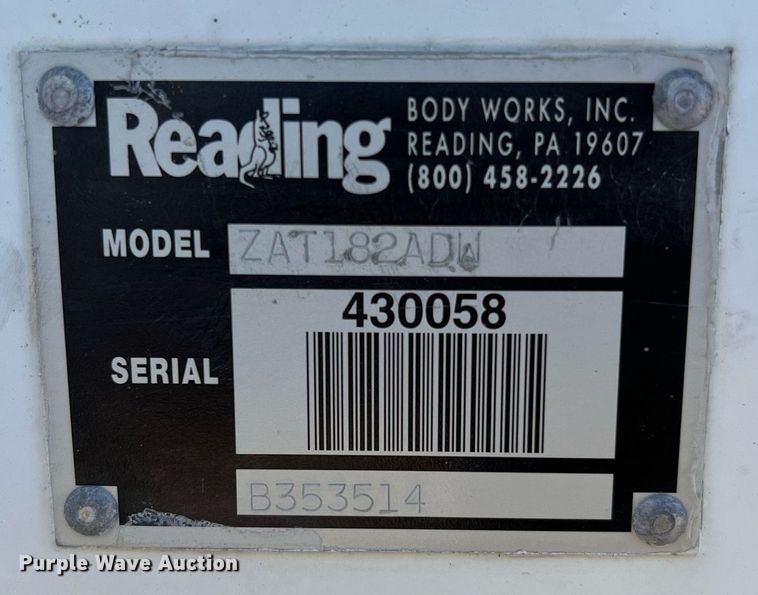 Reading
BODY WORKS, INC.
READING, PA 19607
(800) 458-2226
MODEL ZAT182ADW
430058
SERIAL
B353514
Purple Wave Auction